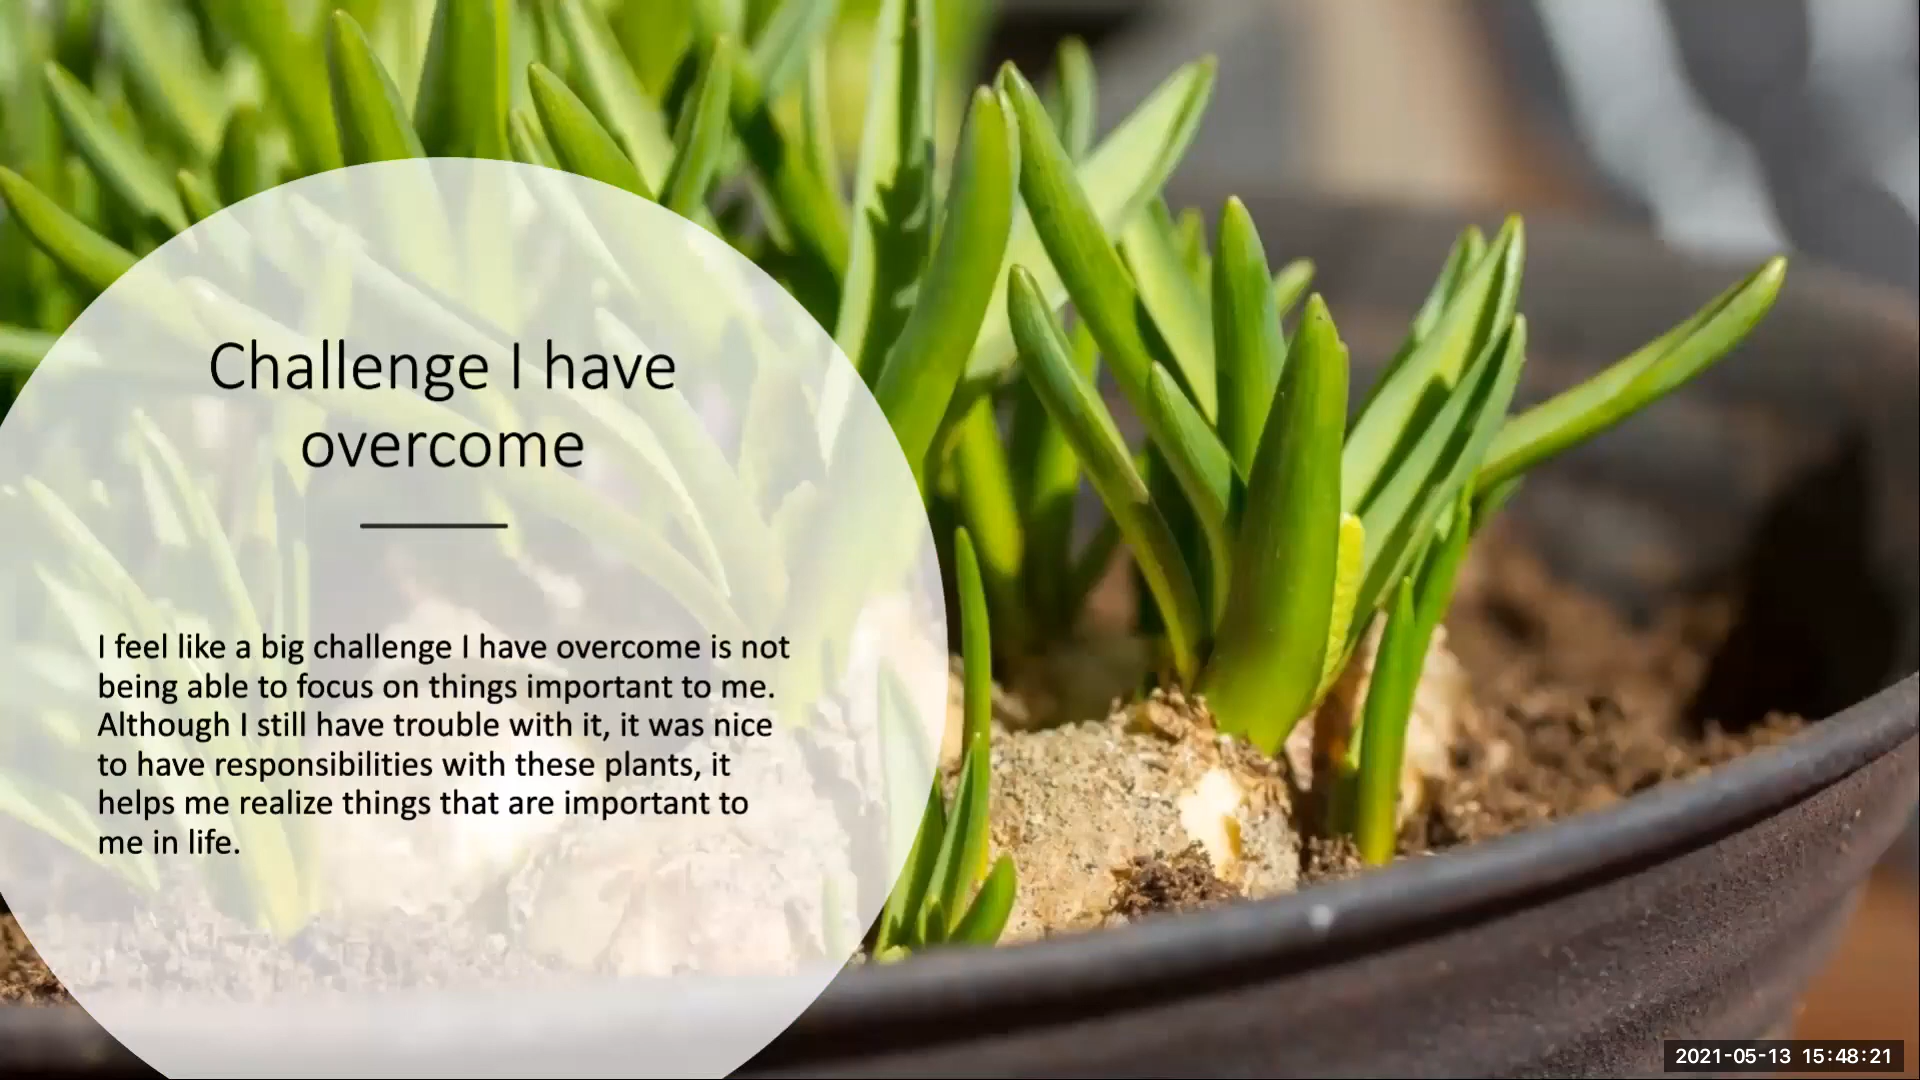 Challenge I have
overcome
I feel like a big challenge I have overcome is not
being able to focus on things important to me.
Although I still have trouble with it, it was nice
to have responsibilities with these plants, it
helps me realize things that are important to
me in life.
2021-05-13 15:48:21